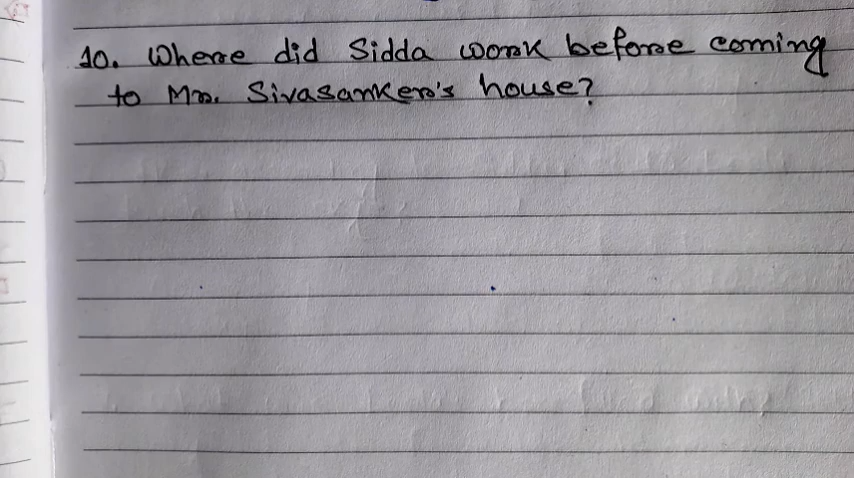 10. Where did Sidda work before coming
to Mr. Sivasanker's house?